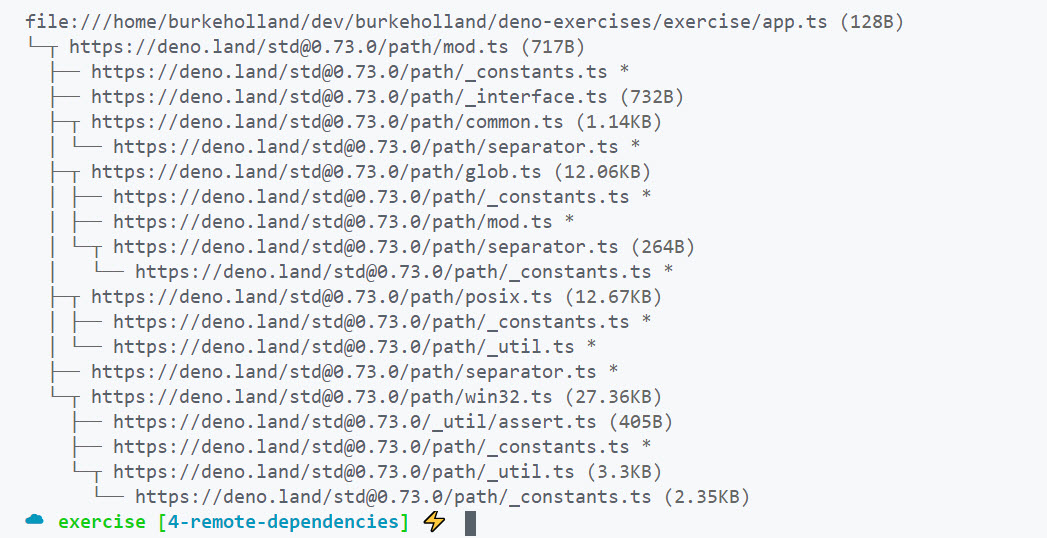 file:///home/burkeholland/dev/burkeholland/deno-exercises/exercise/app.ts (128B)
└─┬ https://deno.land/std@0.73.0/path/mod.ts (717B)
  ├── https://deno.land/std@0.73.0/path/_constants.ts *
  ├── https://deno.land/std@0.73.0/path/_interface.ts (732B)
  ├─┬ https://deno.land/std@0.73.0/path/common.ts (1.14KB)
  │ └── https://deno.land/std@0.73.0/path/separator.ts *
  ├─┬ https://deno.land/std@0.73.0/path/glob.ts (12.06KB)
  │ ├── https://deno.land/std@0.73.0/path/_constants.ts *
  │ ├── https://deno.land/std@0.73.0/path/mod.ts *
  │ └─┬ https://deno.land/std@0.73.0/path/separator.ts (264B)
  │   └── https://deno.land/std@0.73.0/path/_constants.ts *
  ├─┬ https://deno.land/std@0.73.0/path/posix.ts (12.67KB)
  │ ├── https://deno.land/std@0.73.0/path/_constants.ts *
  │ └── https://deno.land/std@0.73.0/path/_util.ts *
  ├── https://deno.land/std@0.73.0/path/separator.ts *
  └─┬ https://deno.land/std@0.73.0/path/win32.ts (27.36KB)
    ├── https://deno.land/std@0.73.0/_util/assert.ts (405B)
    ├── https://deno.land/std@0.73.0/path/_constants.ts *
    └─┬ https://deno.land/std@0.73.0/path/_util.ts (3.3KB)
      └── https://deno.land/std@0.73.0/path/_constants.ts (2.35KB)
☁ exercise [4-remote-dependencies] ⚡